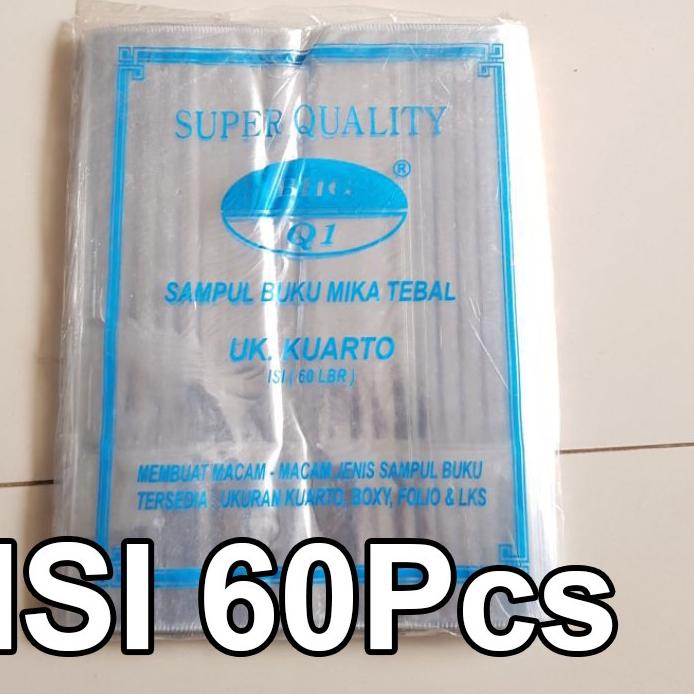 SUPER QUALITY
®
Q1
SAMPUL BUKU MIKA TEBAL
UK. KUARTO
ISI ( 60 LBR )
MEMBUAT MACAM - MACAM JENIS SAMPUL BUKU
TERSEDIA : UKURAN KUARTO, BOXY, FOLIO & LKS
ISI 60Pcs